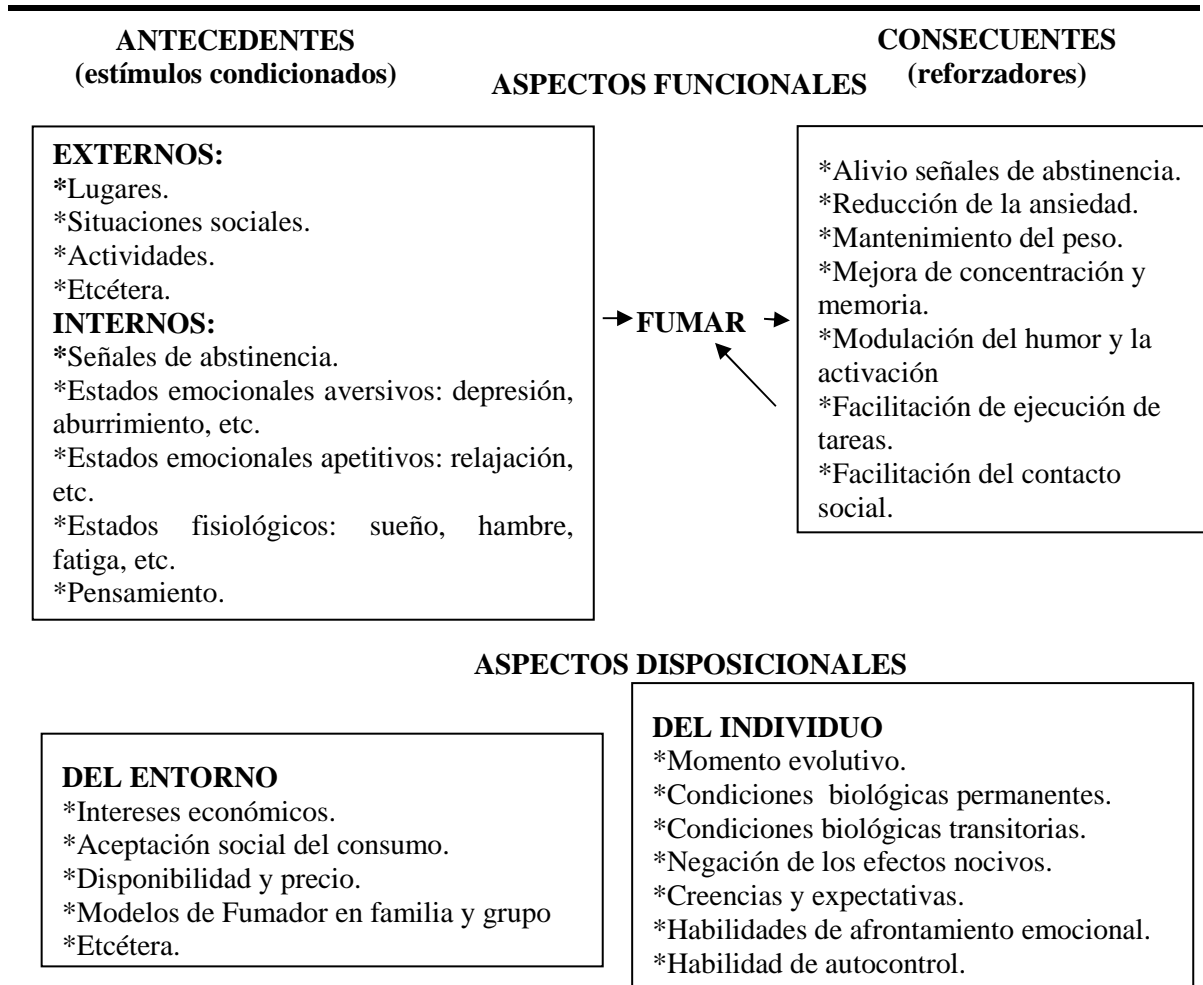 ANTECEDENTES
(estímulos condicionados)
ASPECTOS FUNCIONALES
CONSECUENTES
(reforzadores)
EXTERNOS:
*Lugares.
*Situaciones sociales.
*Actividades.
*Etcétera.
INTERNOS:
*Señales de abstinencia.
*Estados emocionales aversivos: depresión,
aburrimiento, etc.
*Estados emocionales apetitivos: relajación,
etc.
*Estados fisiológicos: sueño, hambre,
fatiga, etc.
*Pensamiento.
FUMAR
*Alivio señales de abstinencia.
*Reducción de la ansiedad.
*Mantenimiento del peso.
*Mejora de concentración y
memoria.
*Modulación del humor y la
activación
*Facilitación de ejecución de
tareas.
*Facilitación del contacto
social.
ASPECTOS DISPOSICIONALES
DEL ENTORNO
*Intereses económicos.
*Aceptación social del consumo.
*Disponibilidad y precio.
*Modelos de Fumador en familia y grupo
*Etcétera.
DEL INDIVIDUO
*Momento evolutivo.
*Condiciones biológicas permanentes.
*Condiciones biológicas transitorias.
*Negación de los efectos nocivos.
*Creencias y expectativas.
*Habilidades de afrontamiento emocional.
*Habilidad de autocontrol.